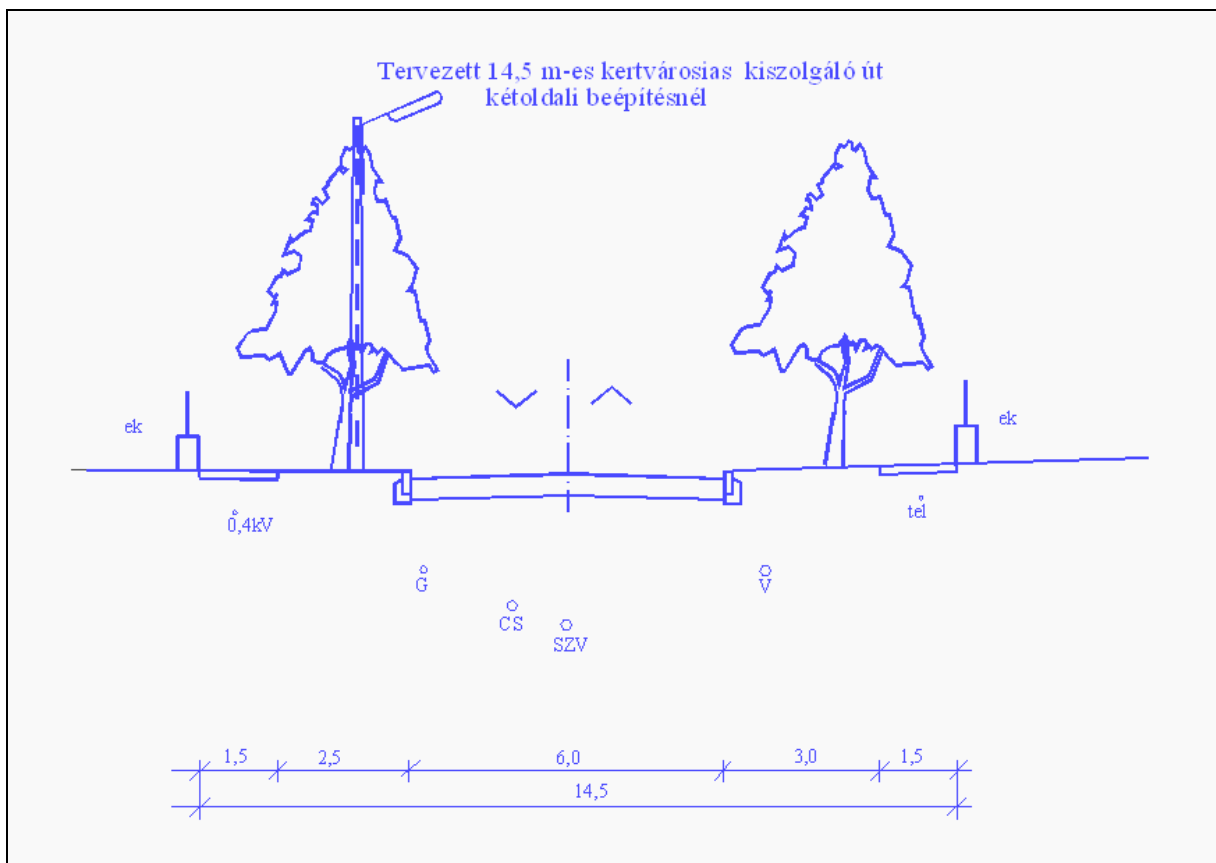 Tervezett 14,5 m-es kertvárosias kiszolgáló út
kétoldali beépítésnél
ek
ek
0,4kV
tel
G
V
CS
SZV
1,5 2,5 6,0 3,0 1,5
14,5